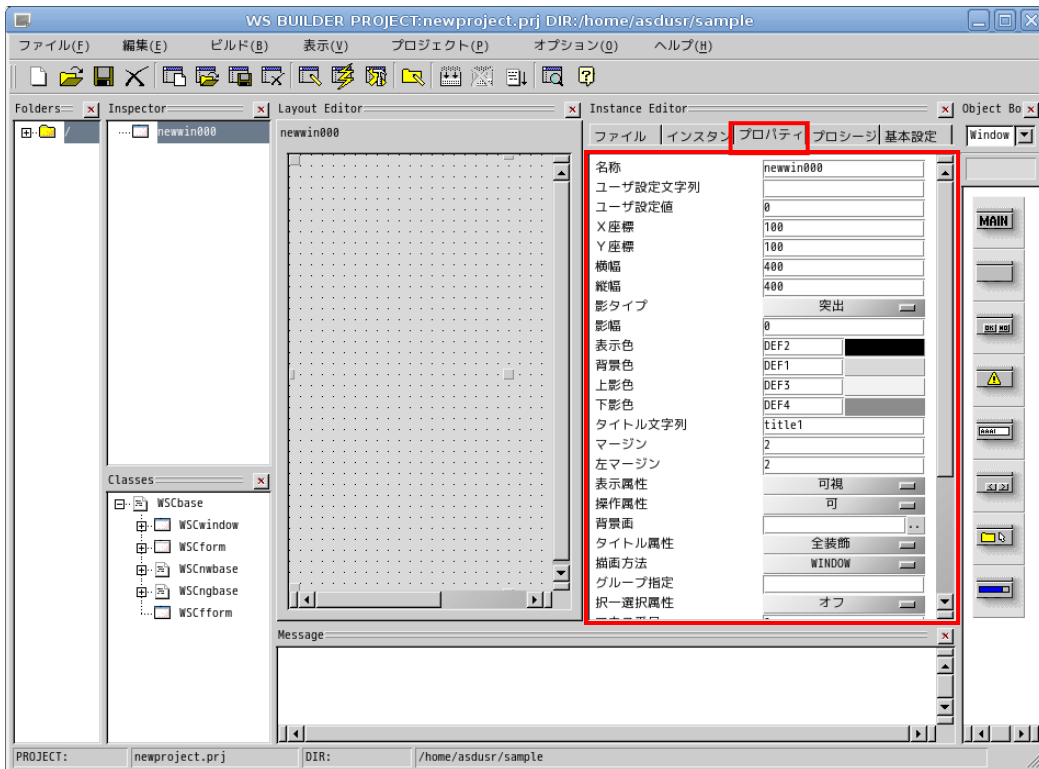 WS BUILDER PROJECT:newproject.prj DIR:/home/asdusr/sample
ファイル(F) 編集(E) ビルド(B) 表示(V) プロジェクト(P) オプション(O) ヘルプ(H)
Folders
/
Inspector
newwin000
Classes
WSCbase
WSCwindow
WSCform
WSCnwbase
WSCngbase
WSCfform
Layout Editor
newwin000
Instance Editor
ファイル インスタン プロパティ プロシージ 基本設定
名称 newwin000
ユーザ設定文字列
ユーザ設定値 0
X座標 100
Y座標 100
横幅 400
縦幅 400
影タイプ 突出
影幅 0
表示色 DEF2
背景色 DEF1
上影色 DEF3
下影色 DEF4
タイトル文字列 title1
マージン 2
左マージン 2
表示属性 可視
操作属性 可
背景画 ..
タイトル属性 全装飾
描画方法 WINDOW
グループ指定
択一選択属性 オフ
Object Bo
Window
MAIN
Message
PROJECT: newproject.prj DIR: /home/asdusr/sample